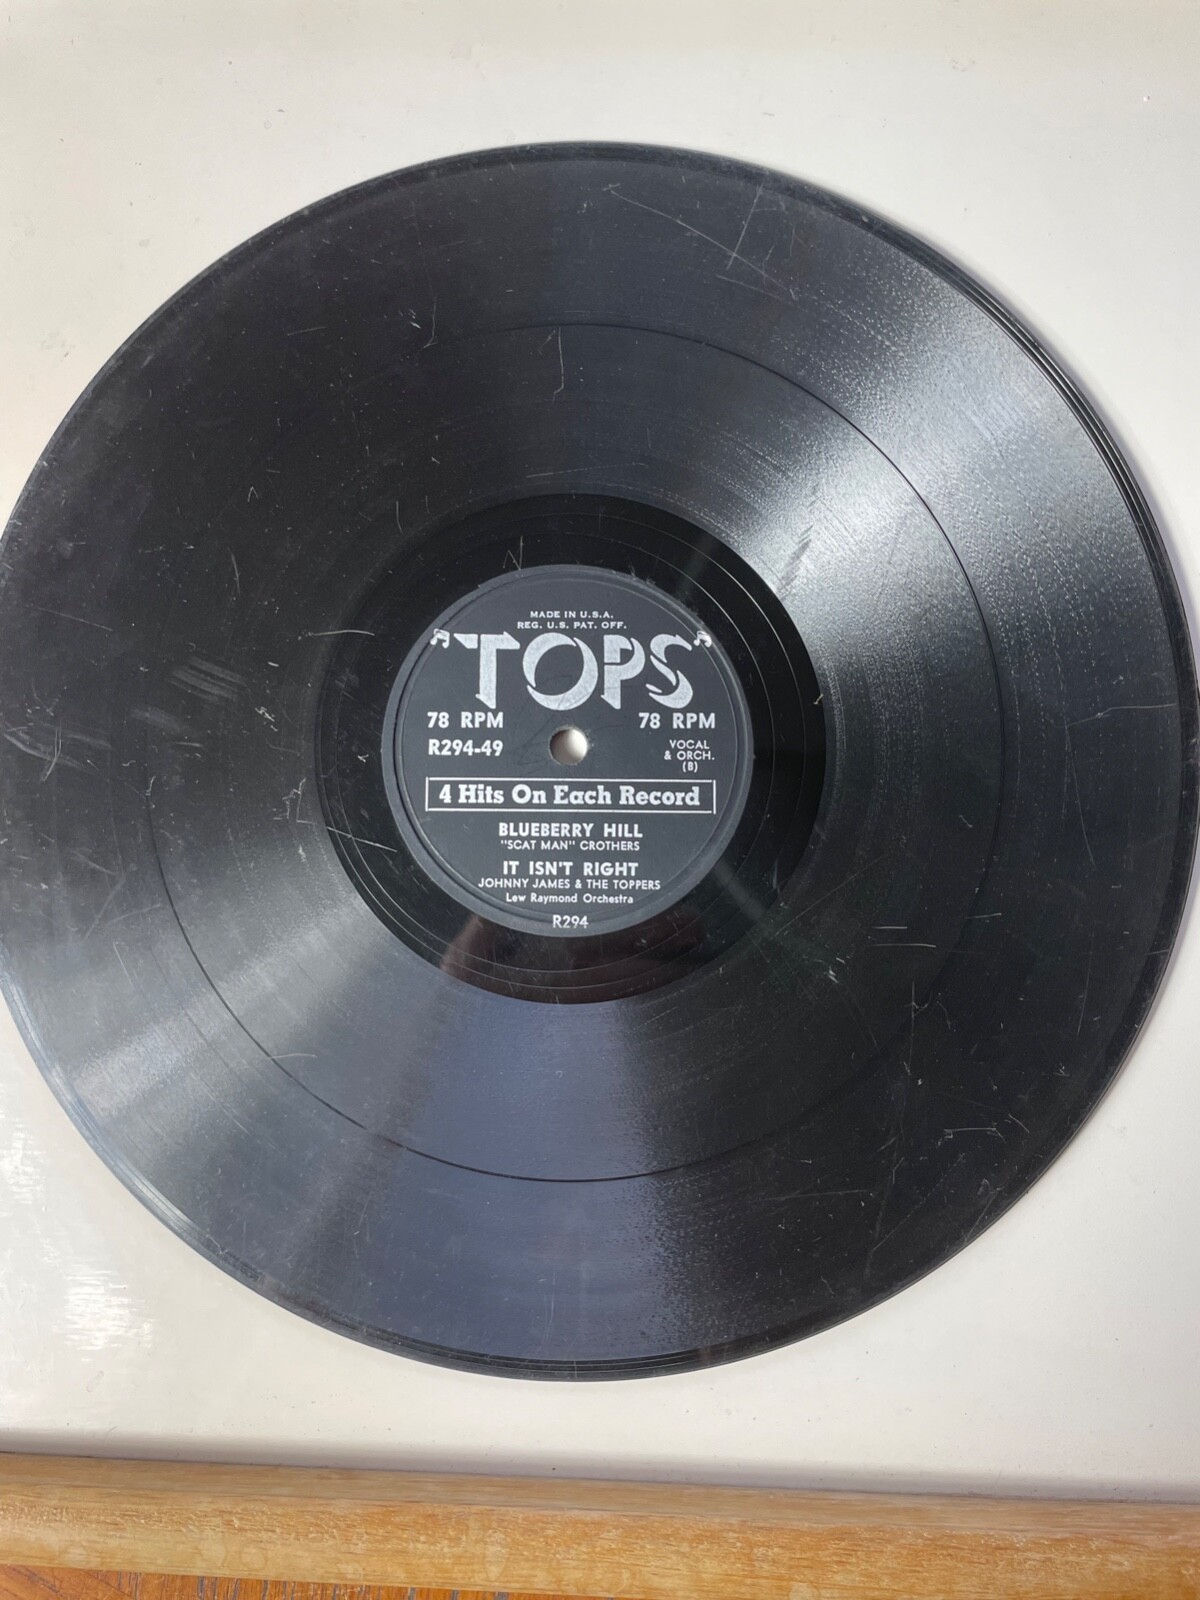 MADE IN U.S.A.
REG. U.S. PAT. OFF.
"TOPS"
78 RPM 78 RPM
R294-49 VOCAL
& ORCH.
(B)
4 Hits On Each Record
BLUEBERRY HILL
"SCAT MAN" CROTHERS
IT ISN'T RIGHT
JOHNNY JAMES & THE TOPPERS
Lew Raymond Orchestra
R294